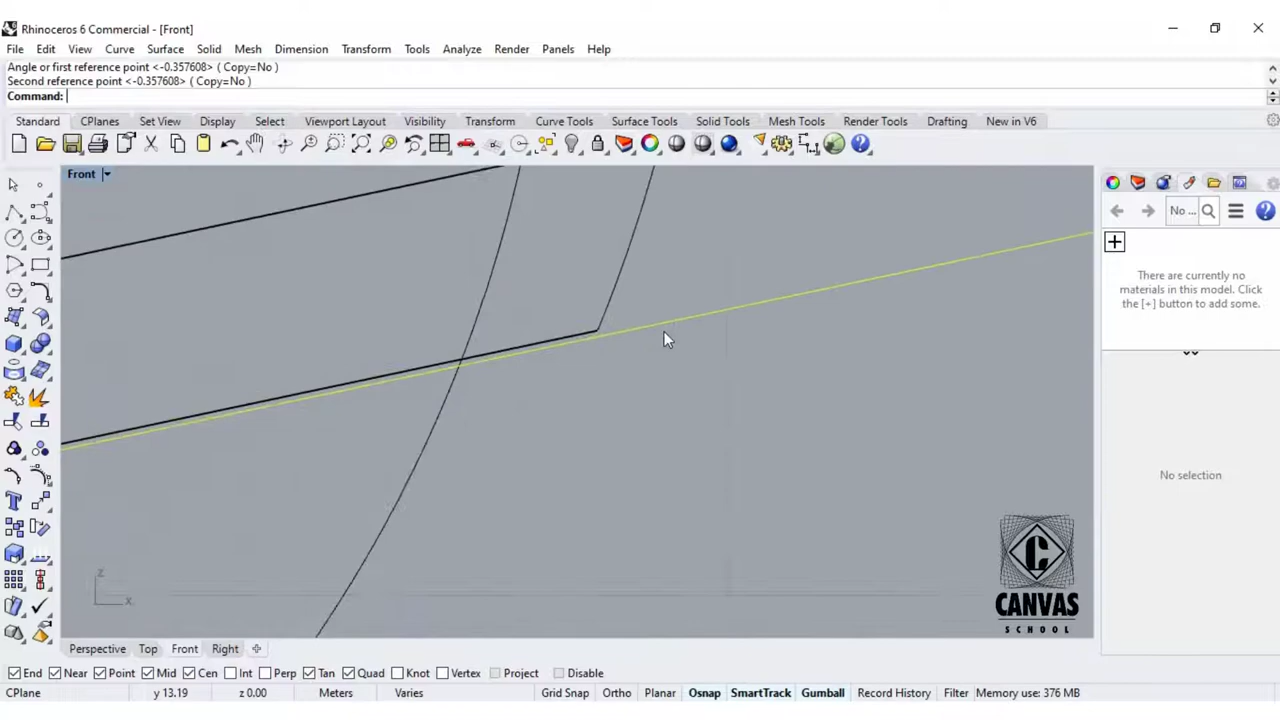 Rhinoceros 6 Commercial - [Front]
File Edit View Curve Surface Solid Mesh Dimension Transform Tools Analyze Render Panels Help
Angle or first reference point <-0.357608> ( Copy=No )
Second reference point <-0.357608> ( Copy=No )
Command:
Standard CPlanes Set View Display Select Viewport Layout Visibility Transform Curve Tools Surface Tools Solid Tools Mesh Tools Render Tools Drafting New in V6
Front
No ...
There are currently no
materials in this model. Click
the [+] button to add some.
No selection
z
x
C
CANVAS
SCHOOL
Perspective Top Front Right
End Near Point Mid Cen Int Perp Tan Quad Knot Vertex Project Disable
CPlane y 13.19 z 0.00 Meters Varies Grid Snap Ortho Planar Osnap SmartTrack Gumball Record History Filter Memory use: 376 MB